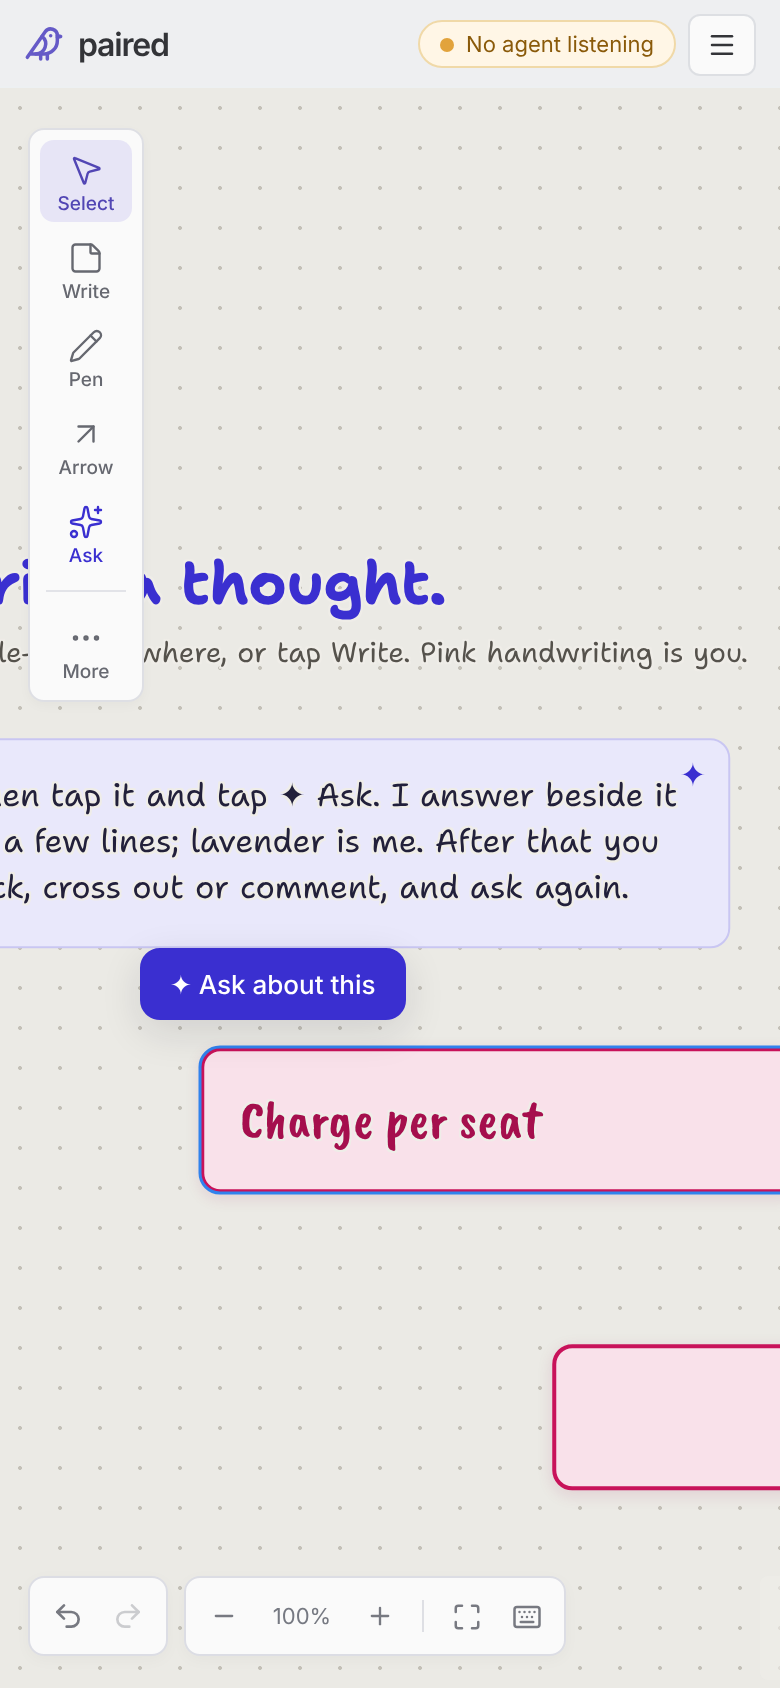 paired
No agent listening
Select
Write
Pen
Arrow
Ask
More
thought.
or tap Write. Pink handwriting is you.
tap it and tap ✦ Ask. I answer beside it
a few lines; lavender is me. After that you
cross out or comment, and ask again.
✦ Ask about this
Charge per seat
100%